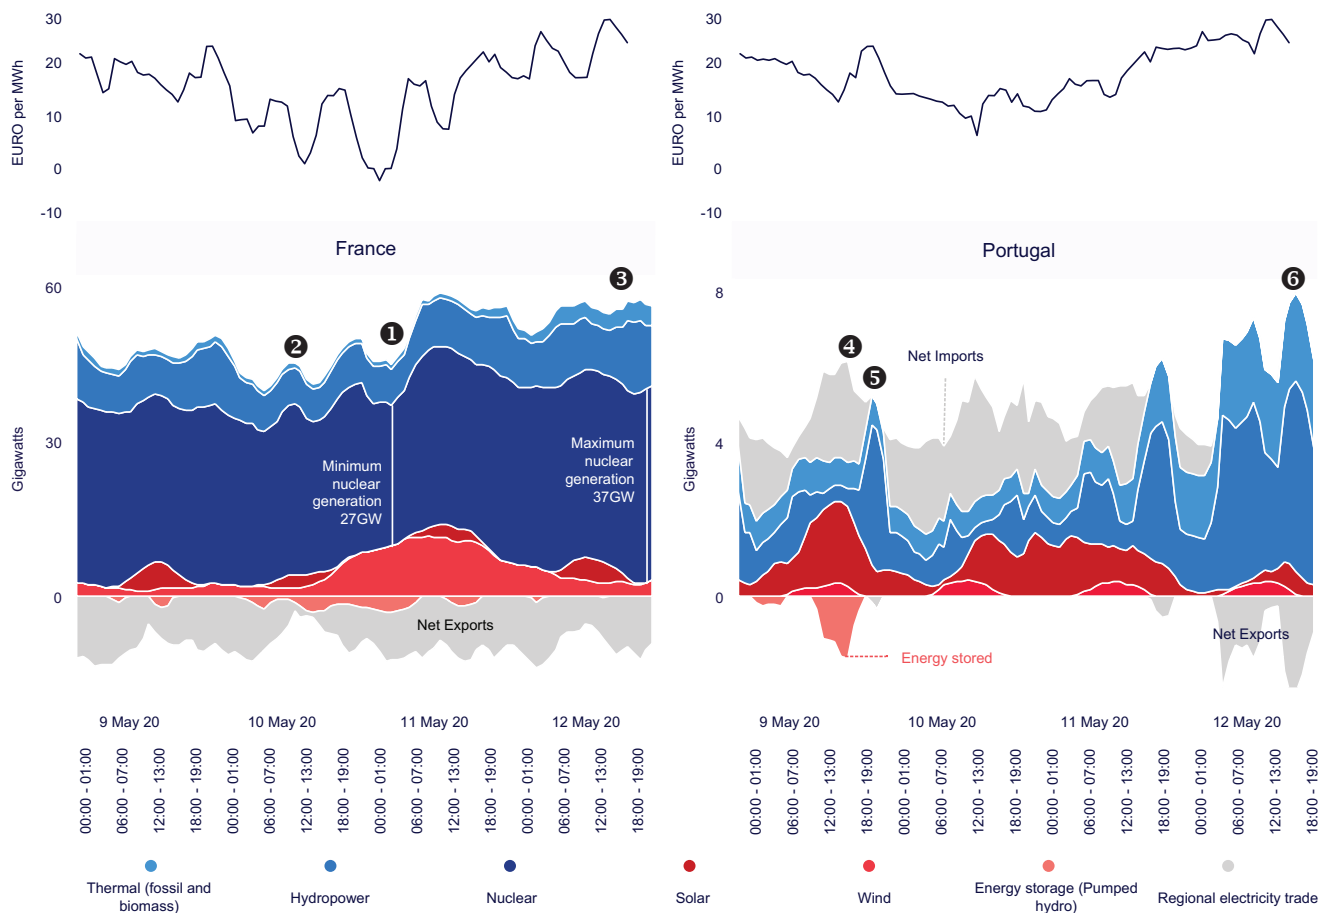 30
20
10
0
-10
EURO per MWh
30
20
10
0
-10
EURO per MWh
France
60
30
0
Gigawatts
❶
❷
❸
Minimum
nuclear
generation
27GW
Maximum
nuclear
generation
37GW
Net Exports
Portugal
8
4
0
Gigawatts
❹
❺
❻
Net Imports
Net Exports
Energy stored
9 May 20
10 May 20
11 May 20
12 May 20
00:00 - 01:00
06:00 - 07:00
12:00 - 13:00
18:00 - 19:00
00:00 - 01:00
06:00 - 07:00
12:00 - 13:00
18:00 - 19:00
00:00 - 01:00
06:00 - 07:00
12:00 - 13:00
18:00 - 19:00
00:00 - 01:00
06:00 - 07:00
12:00 - 13:00
18:00 - 19:00
9 May 20
10 May 20
11 May 20
12 May 20
00:00 - 01:00
06:00 - 07:00
12:00 - 13:00
18:00 - 19:00
00:00 - 01:00
06:00 - 07:00
12:00 - 13:00
18:00 - 19:00
00:00 - 01:00
06:00 - 07:00
12:00 - 13:00
18:00 - 19:00
00:00 - 01:00
06:00 - 07:00
12:00 - 13:00
18:00 - 19:00
Thermal (fossil and
biomass)
Hydropower
Nuclear
Solar
Wind
Energy storage (Pumped
hydro)
Regional electricity trade